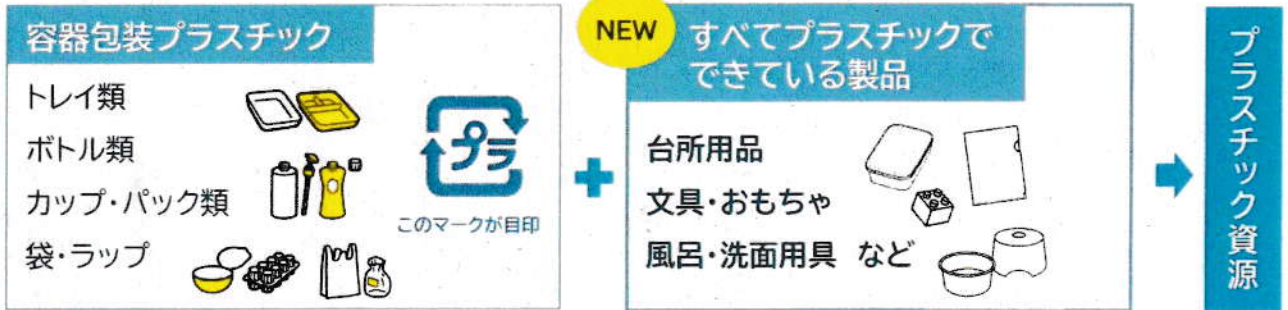 容器包装プラスチック
トレイ類
ボトル類
カップ・パック類
袋・ラップ
プラ
このマークが目印
NEW
すべてプラスチックで
できている製品
台所用品
文具・おもちゃ
風呂・洗面用具 など
プラスチック資源